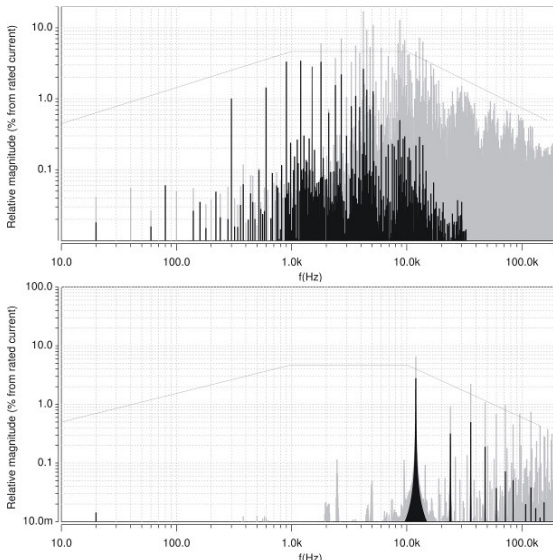 Relative magnitude (% from rated current)
10.0
1.0
0.1
10.0
100.0
1.0k
10.0k
100.0k
f(Hz)
Relative magnitude (% from rated current)
100.0
10.0
1.0
0.1
10.0m
10.0
100.0
1.0k
10.0k
100.0k
f(Hz)